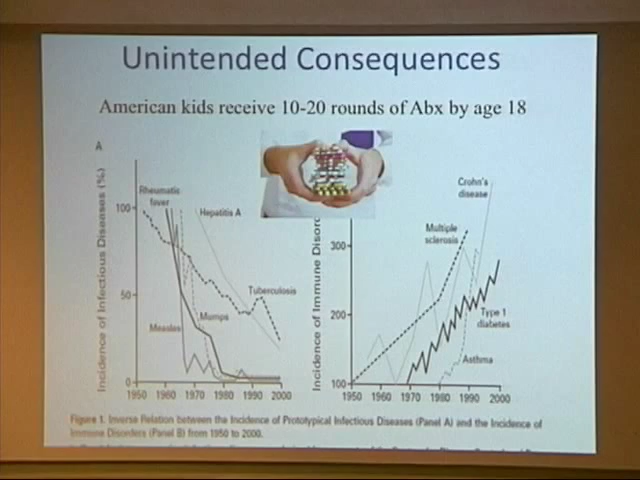 Unintended Consequences
American kids receive 10-20 rounds of Abx by age 18
A
Incidence of Infectious Diseases (%)
100
50
0
Rheumatic
fever
Hepatitis A
Tuberculosis
Mumps
Measles
1950 1960 1970 1980 1990 2000
Incidence of Immune Disor
300
200
100
Crohn's
disease
Multiple
sclerosis
Type 1
diabetes
Asthma
1950 1960 1970 1980 1990 2000
Figure 1. Inverse Relation between the Incidence of Prototypical Infectious Diseases (Panel A) and the Incidence of
Immune Disorders (Panel B) from 1950 to 2000.